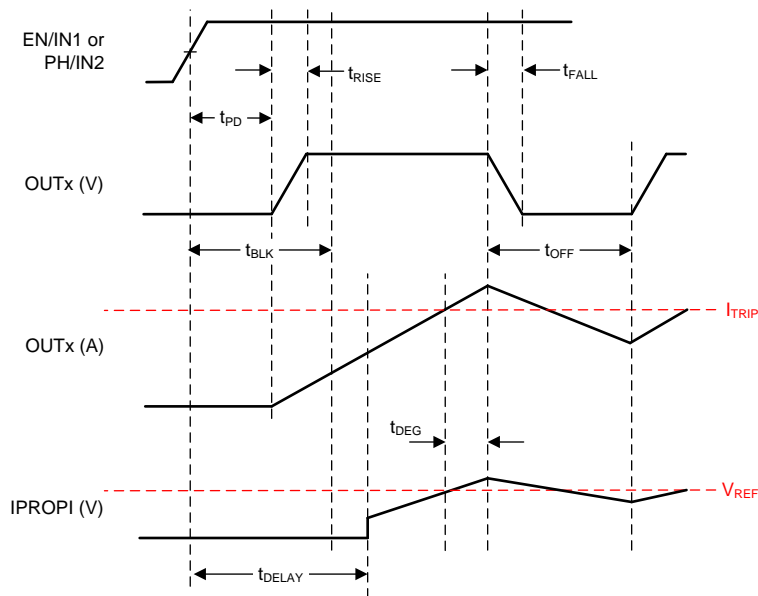 EN/IN1 or
PH/IN2
tRISE
tFALL
tPD
OUTx (V)
tBLK
tOFF
ITRIP
OUTx (A)
tDEG
IPROPI (V)
VREF
tDELAY